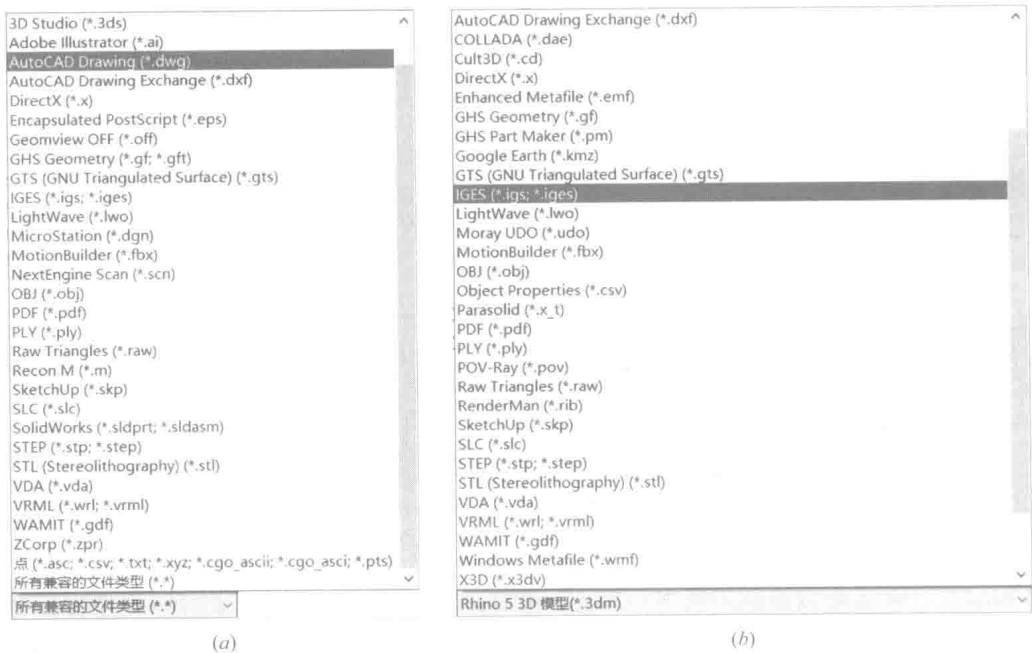 3D Studio (*.3ds)
Adobe Illustrator (*.ai)
AutoCAD Drawing (*.dwg)
AutoCAD Drawing Exchange (*.dxf)
DirectX (*.x)
Encapsulated PostScript (*.eps)
Geomview OFF (*.off)
GHS Geometry (*.gf; *.gft)
GTS (GNU Triangulated Surface) (*.gts)
IGES (*.igs; *.iges)
LightWave (*.lwo)
MicroStation (*.dgn)
MotionBuilder (*.fbx)
NextEngine Scan (*.scn)
OBJ (*.obj)
PDF (*.pdf)
PLY (*.ply)
Raw Triangles (*.raw)
Recon M (*.m)
SketchUp (*.skp)
SLC (*.slc)
SolidWorks (*.sldprt; *.sldasm)
STEP (*.stp; *.step)
STL (Stereolithography) (*.stl)
VDA (*.vda)
VRML (*.wrl; *.vrml)
WAMIT (*.gdf)
ZCorp (*.zpr)
点 (*.asc; *.csv; *.txt; *.xyz; *.cgo_ascii; *.cgo_asci; *.pts)
所有兼容的文件类型 (*.*)
所有兼容的文件类型 (*.*)
(a)
AutoCAD Drawing Exchange (*.dxf)
COLLADA (*.dae)
Cult3D (*.cd)
DirectX (*.x)
Enhanced Metafile (*.emf)
GHS Geometry (*.gf)
GHS Part Maker (*.pm)
Google Earth (*.kmz)
GTS (GNU Triangulated Surface) (*.gts)
IGES (*.igs; *.iges)
LightWave (*.lwo)
Moray UDO (*.udo)
MotionBuilder (*.fbx)
OBJ (*.obj)
Object Properties (*.csv)
Parasolid (*.x_t)
PDF (*.pdf)
PLY (*.ply)
POV-Ray (*.pov)
Raw Triangles (*.raw)
RenderMan (*.rib)
SketchUp (*.skp)
SLC (*.slc)
STEP (*.stp; *.step)
STL (Stereolithography) (*.stl)
VDA (*.vda)
VRML (*.wrl; *.vrml)
WAMIT (*.gdf)
Windows Metafile (*.wmf)
X3D (*.x3dv)
Rhino 5 3D 模型(*.3dm)
(b)